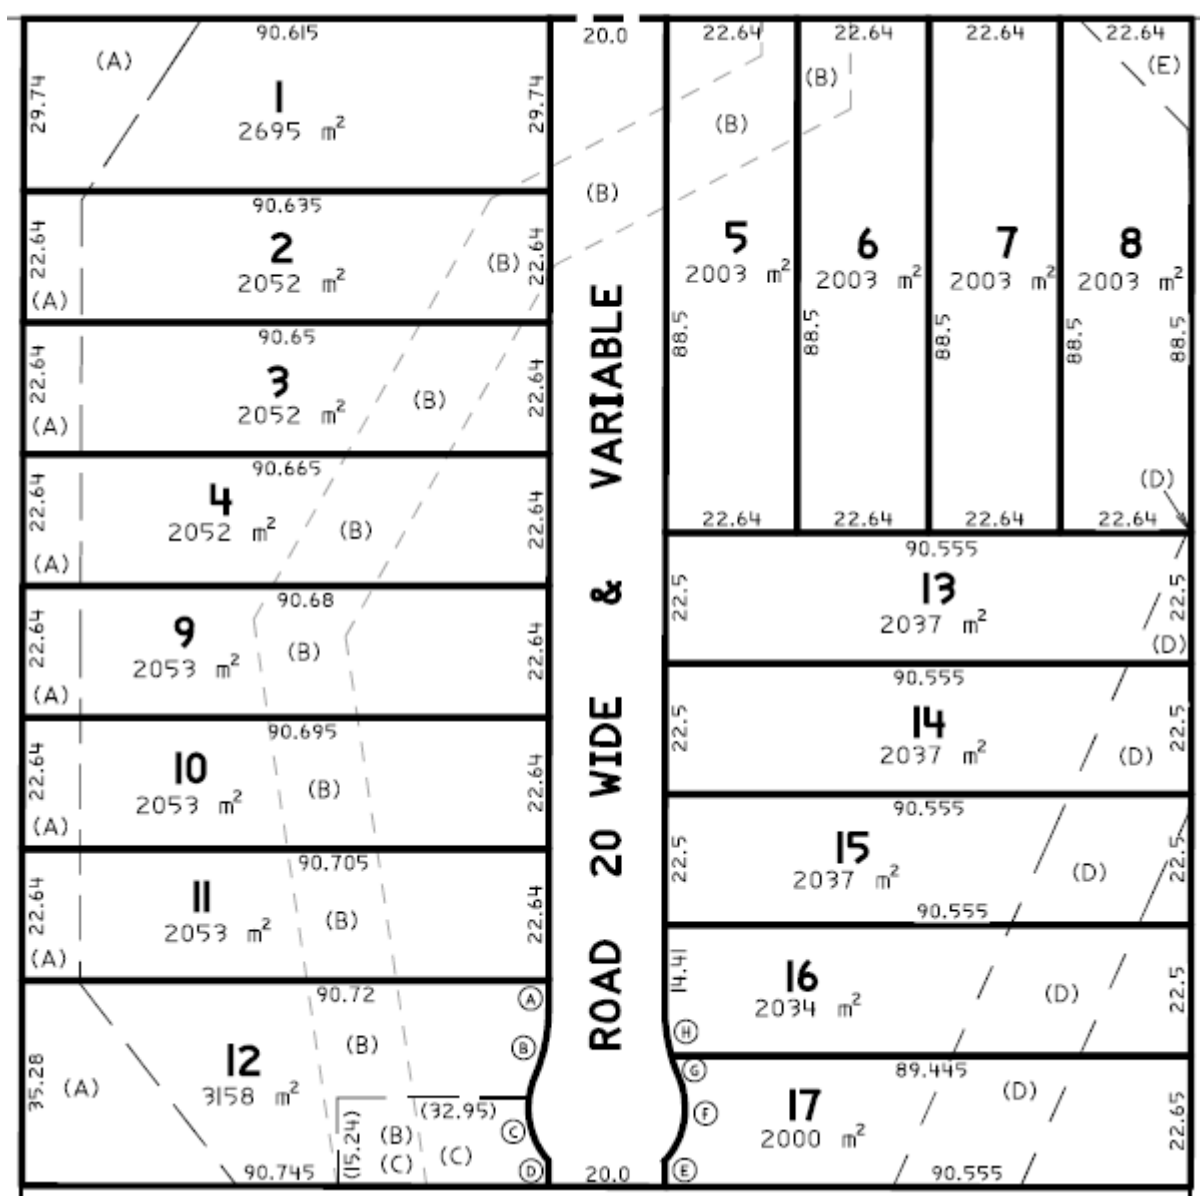 90.615
(A)
29.74
1
2695 m²
29.74
90.635
22.64
2
2052 m²
(B)
22.64
(A)
90.65
22.64
3
2052 m²
(B)
22.64
(A)
90.665
22.64
4
2052 m²
(B)
22.64
(A)
90.68
22.64
9
2053 m²
(B)
22.64
(A)
90.695
22.64
10
2053 m²
(B)
22.64
(A)
90.705
22.64
11
2053 m²
(B)
22.64
(A)
90.72
A
B
(B)
35.28
(A)
12
3158 m²
(32.95)
(15.24)
(B)
(C)
(C)
C
D
90.745
20.0
(B)
ROAD 20 WIDE & VARIABLE
20.0
22.64
22.64
22.64
22.64
(B)
(B)
(E)
5
2003 m²
6
2003 m²
7
2003 m²
8
2003 m²
88.5
88.5
88.5
88.5
88.5
(D)
22.64
22.64
22.64
22.64
90.555
22.5
13
2037 m²
22.5
(D)
90.555
22.5
14
2037 m²
(D)
22.5
90.555
22.5
15
2037 m²
(D)
22.5
90.555
14.41
16
2034 m²
(D)
22.5
H
G
89.445
(D)
F
17
2000 m²
22.65
E
90.555